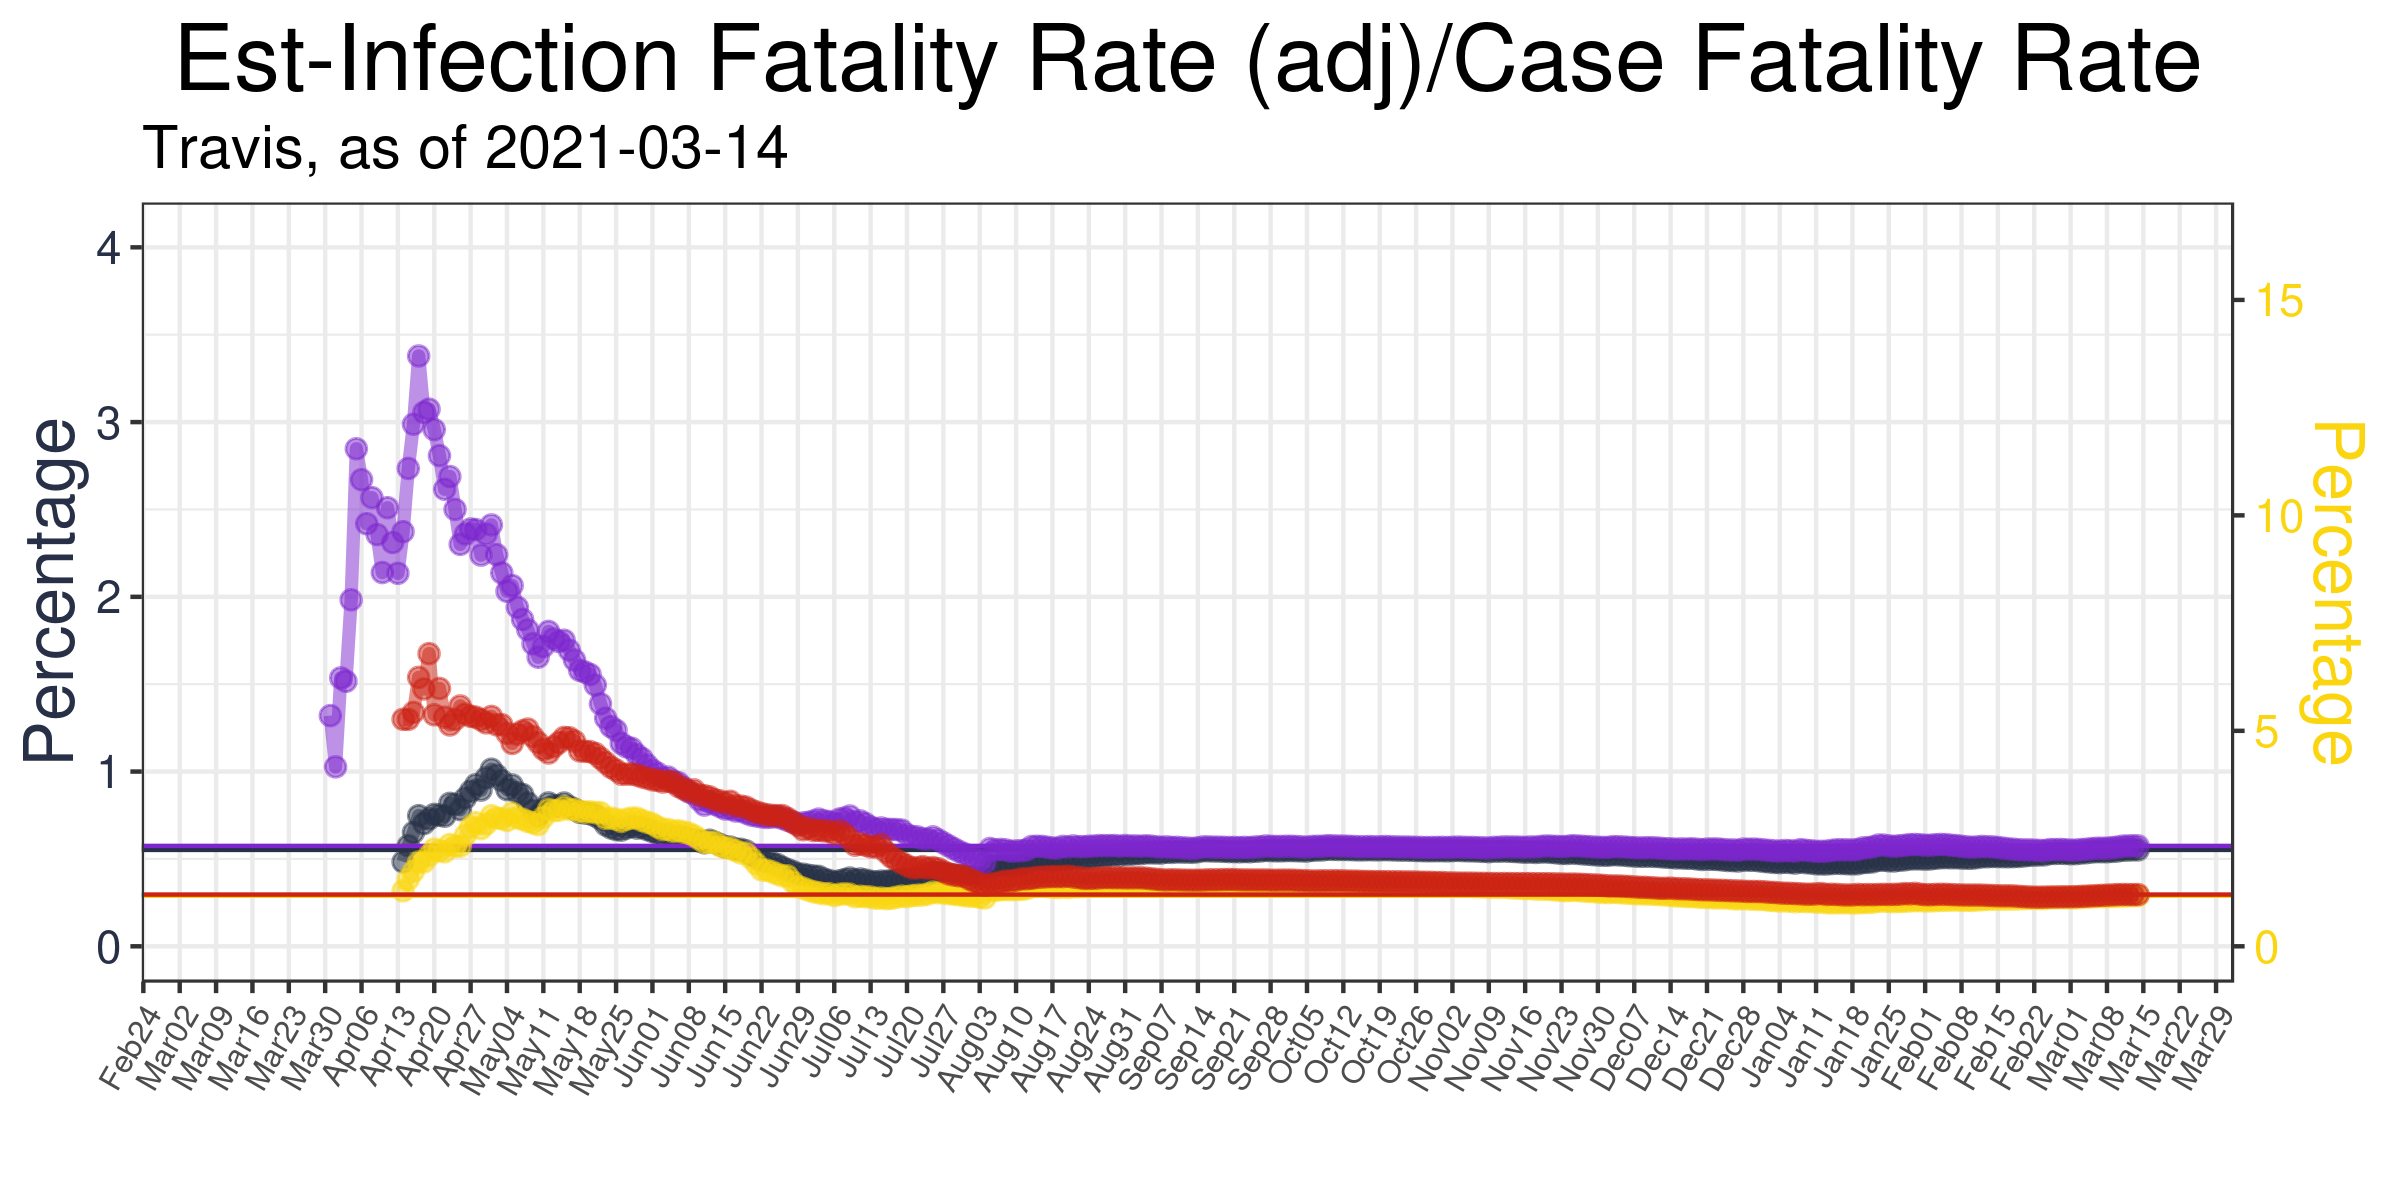 Est-Infection Fatality Rate (adj)/Case Fatality Rate
Travis, as of 2021-03-14
Percentage
4
3
2
1
0
15
10
5
0
Percentage
Feb24
Mar02
Mar09
Mar16
Mar23
Mar30
Apr06
Apr13
Apr20
Apr27
May04
May11
May18
May25
Jun01
Jun08
Jun15
Jun22
Jun29
Jul06
Jul13
Jul20
Jul27
Aug03
Aug10
Aug17
Aug24
Aug31
Sep07
Sep14
Sep21
Sep28
Oct05
Oct12
Oct19
Oct26
Nov02
Nov09
Nov16
Nov23
Nov30
Dec07
Dec14
Dec21
Dec28
Jan04
Jan11
Jan18
Jan25
Feb01
Feb08
Feb15
Feb22
Mar01
Mar08
Mar15
Mar22
Mar29